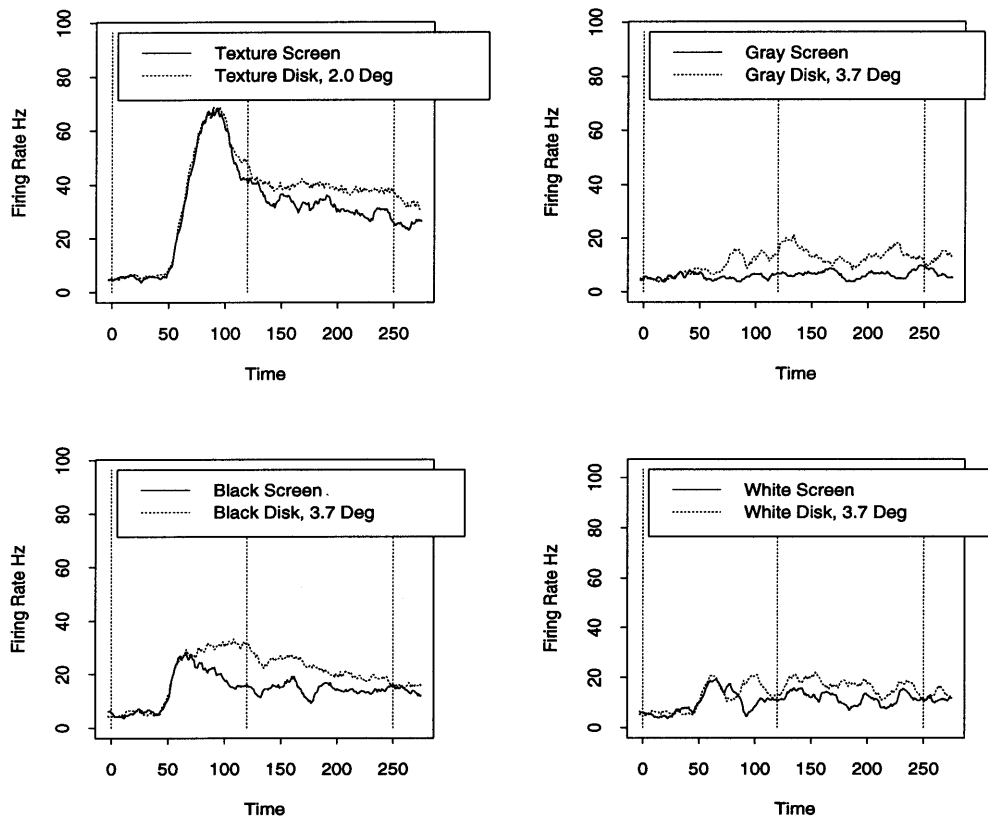 100
80
60
40
20
0
Firing Rate Hz
Texture Screen
Texture Disk, 2.0 Deg
0 50 100 150 200 250
Time
100
80
60
40
20
0
Firing Rate Hz
Gray Screen
Gray Disk, 3.7 Deg
0 50 100 150 200 250
Time
100
80
60
40
20
0
Firing Rate Hz
Black Screen
Black Disk, 3.7 Deg
0 50 100 150 200 250
Time
100
80
60
40
20
0
Firing Rate Hz
White Screen
White Disk, 3.7 Deg
0 50 100 150 200 250
Time